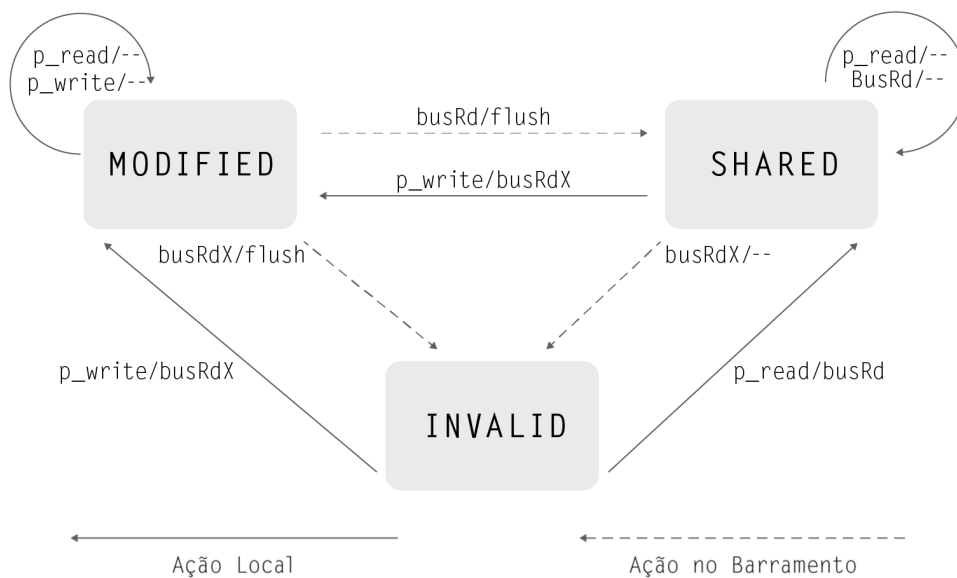 p_read/--
p_write/--
p_read/--
BusRd/--
busRd/flush
MODIFIED
SHARED
p_write/busRdX
busRdX/flush
busRdX/--
p_write/busRdX
p_read/busRd
INVALID
Ação Local
Ação no Barramento